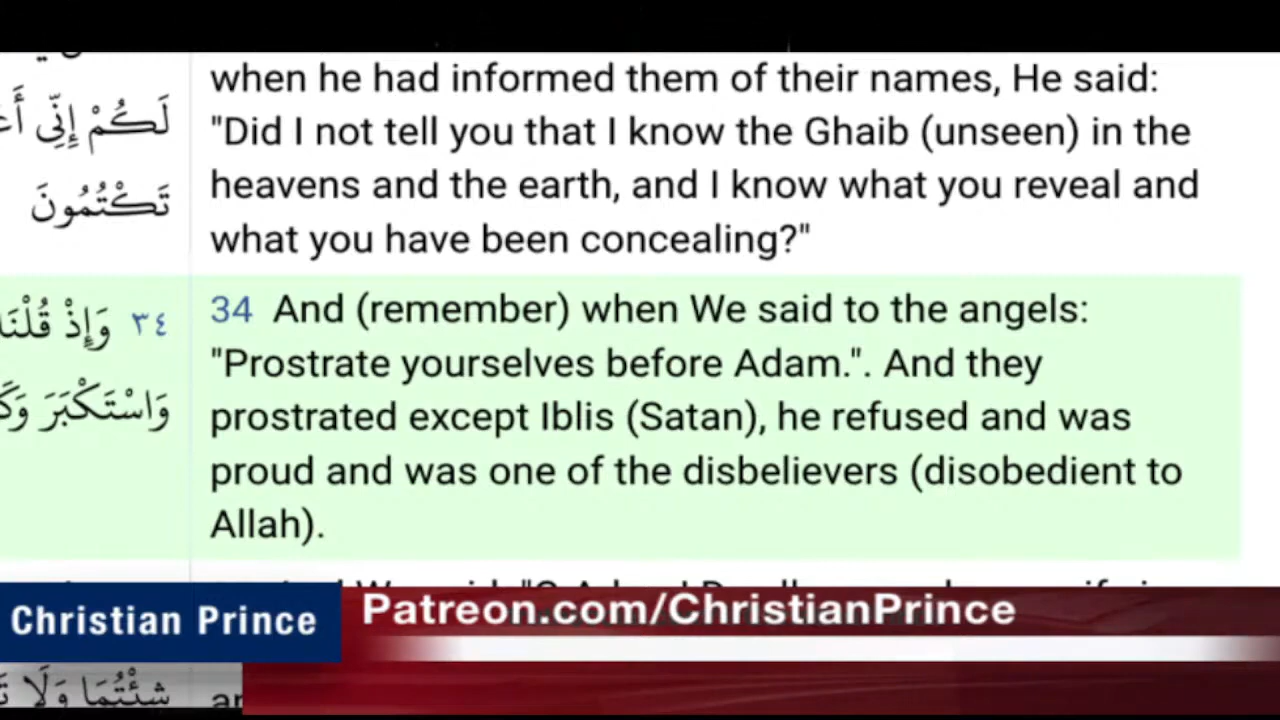 when he had informed them of their names, He said:
"Did I not tell you that I know the Ghaib (unseen) in the
heavens and the earth, and I know what you reveal and
what you have been concealing?"
لَكُمْ إِنِّي
تَكْتُمُونَ
34 And (remember) when We said to the angels:
"Prostrate yourselves before Adam.". And they
prostrated except Iblis (Satan), he refused and was
proud and was one of the disbelievers (disobedient to
Allah).
٣٤ وَإِذْ قُلْنَا
وَاسْتَكْبَرَ
Christian Prince
Patreon.com/ChristianPrince
شِئْتُمَا وَلَا